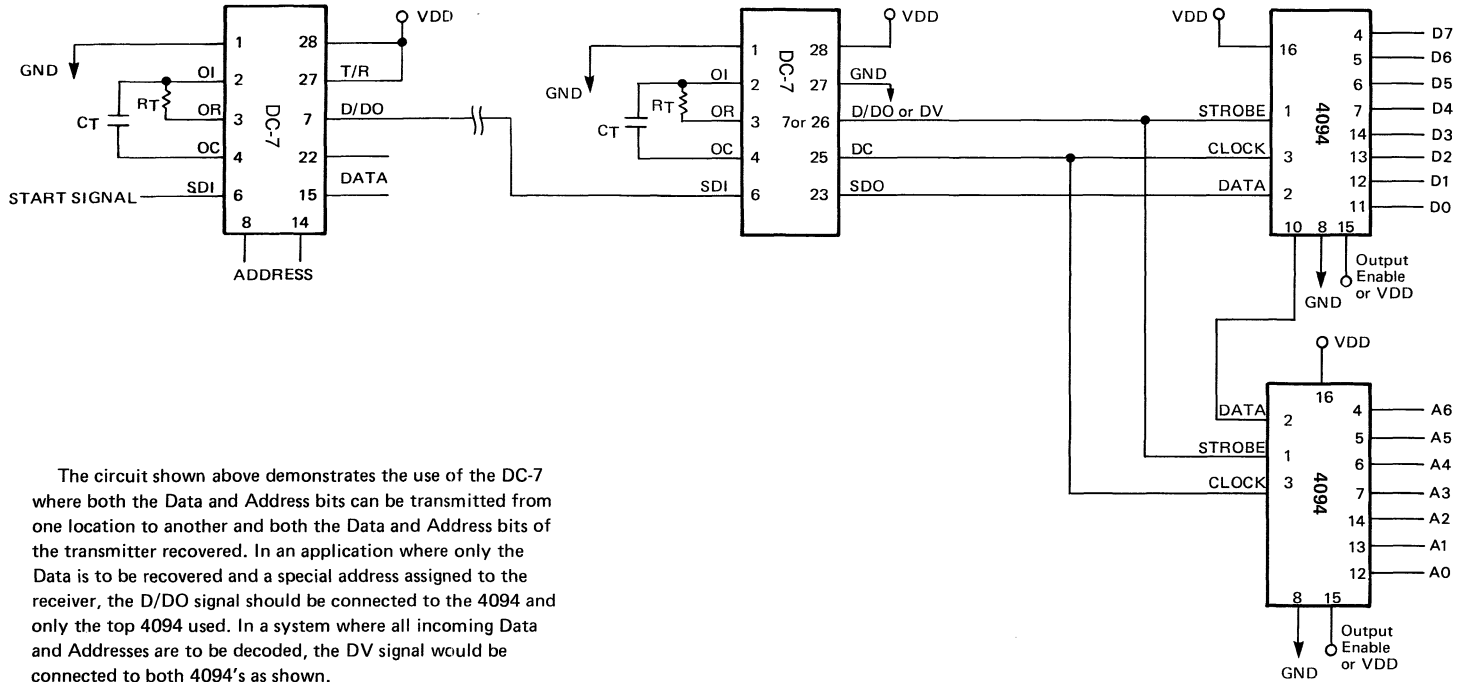 VDD
GND
1 28
OI 2 27 T/R
RT
OR 3 7 D/DO
CT
DC-7
OC 4 22
DATA
START SIGNAL SDI 6 15
8 14
ADDRESS
VDD
GND
1 28
OI 2 27 GND
RT
OR 3 7 or 26 D/DO or DV
CT
DC-7
OC 4 25 DC
SDI 6 23 SDO
VDD 16
4 D7
5 D6
6 D5
STROBE 1 7 D4
4094
14 D3
CLOCK 3 13 D2
12 D1
DATA 2 11 D0
10 8 15
Output
Enable
or VDD
GND
VDD
16
DATA 2 4 A6
5 A5
STROBE 1 6 A4
CLOCK 3 7 A3
4094
14 A2
13 A1
12 A0
8 15
Output
Enable
or VDD
GND
The circuit shown above demonstrates the use of the DC-7
where both the Data and Address bits can be transmitted from
one location to another and both the Data and Address bits of
the transmitter recovered. In an application where only the
Data is to be recovered and a special address assigned to the
receiver, the D/DO signal should be connected to the 4094 and
only the top 4094 used. In a system where all incoming Data
and Addresses are to be decoded, the DV signal would be
connected to both 4094's as shown.